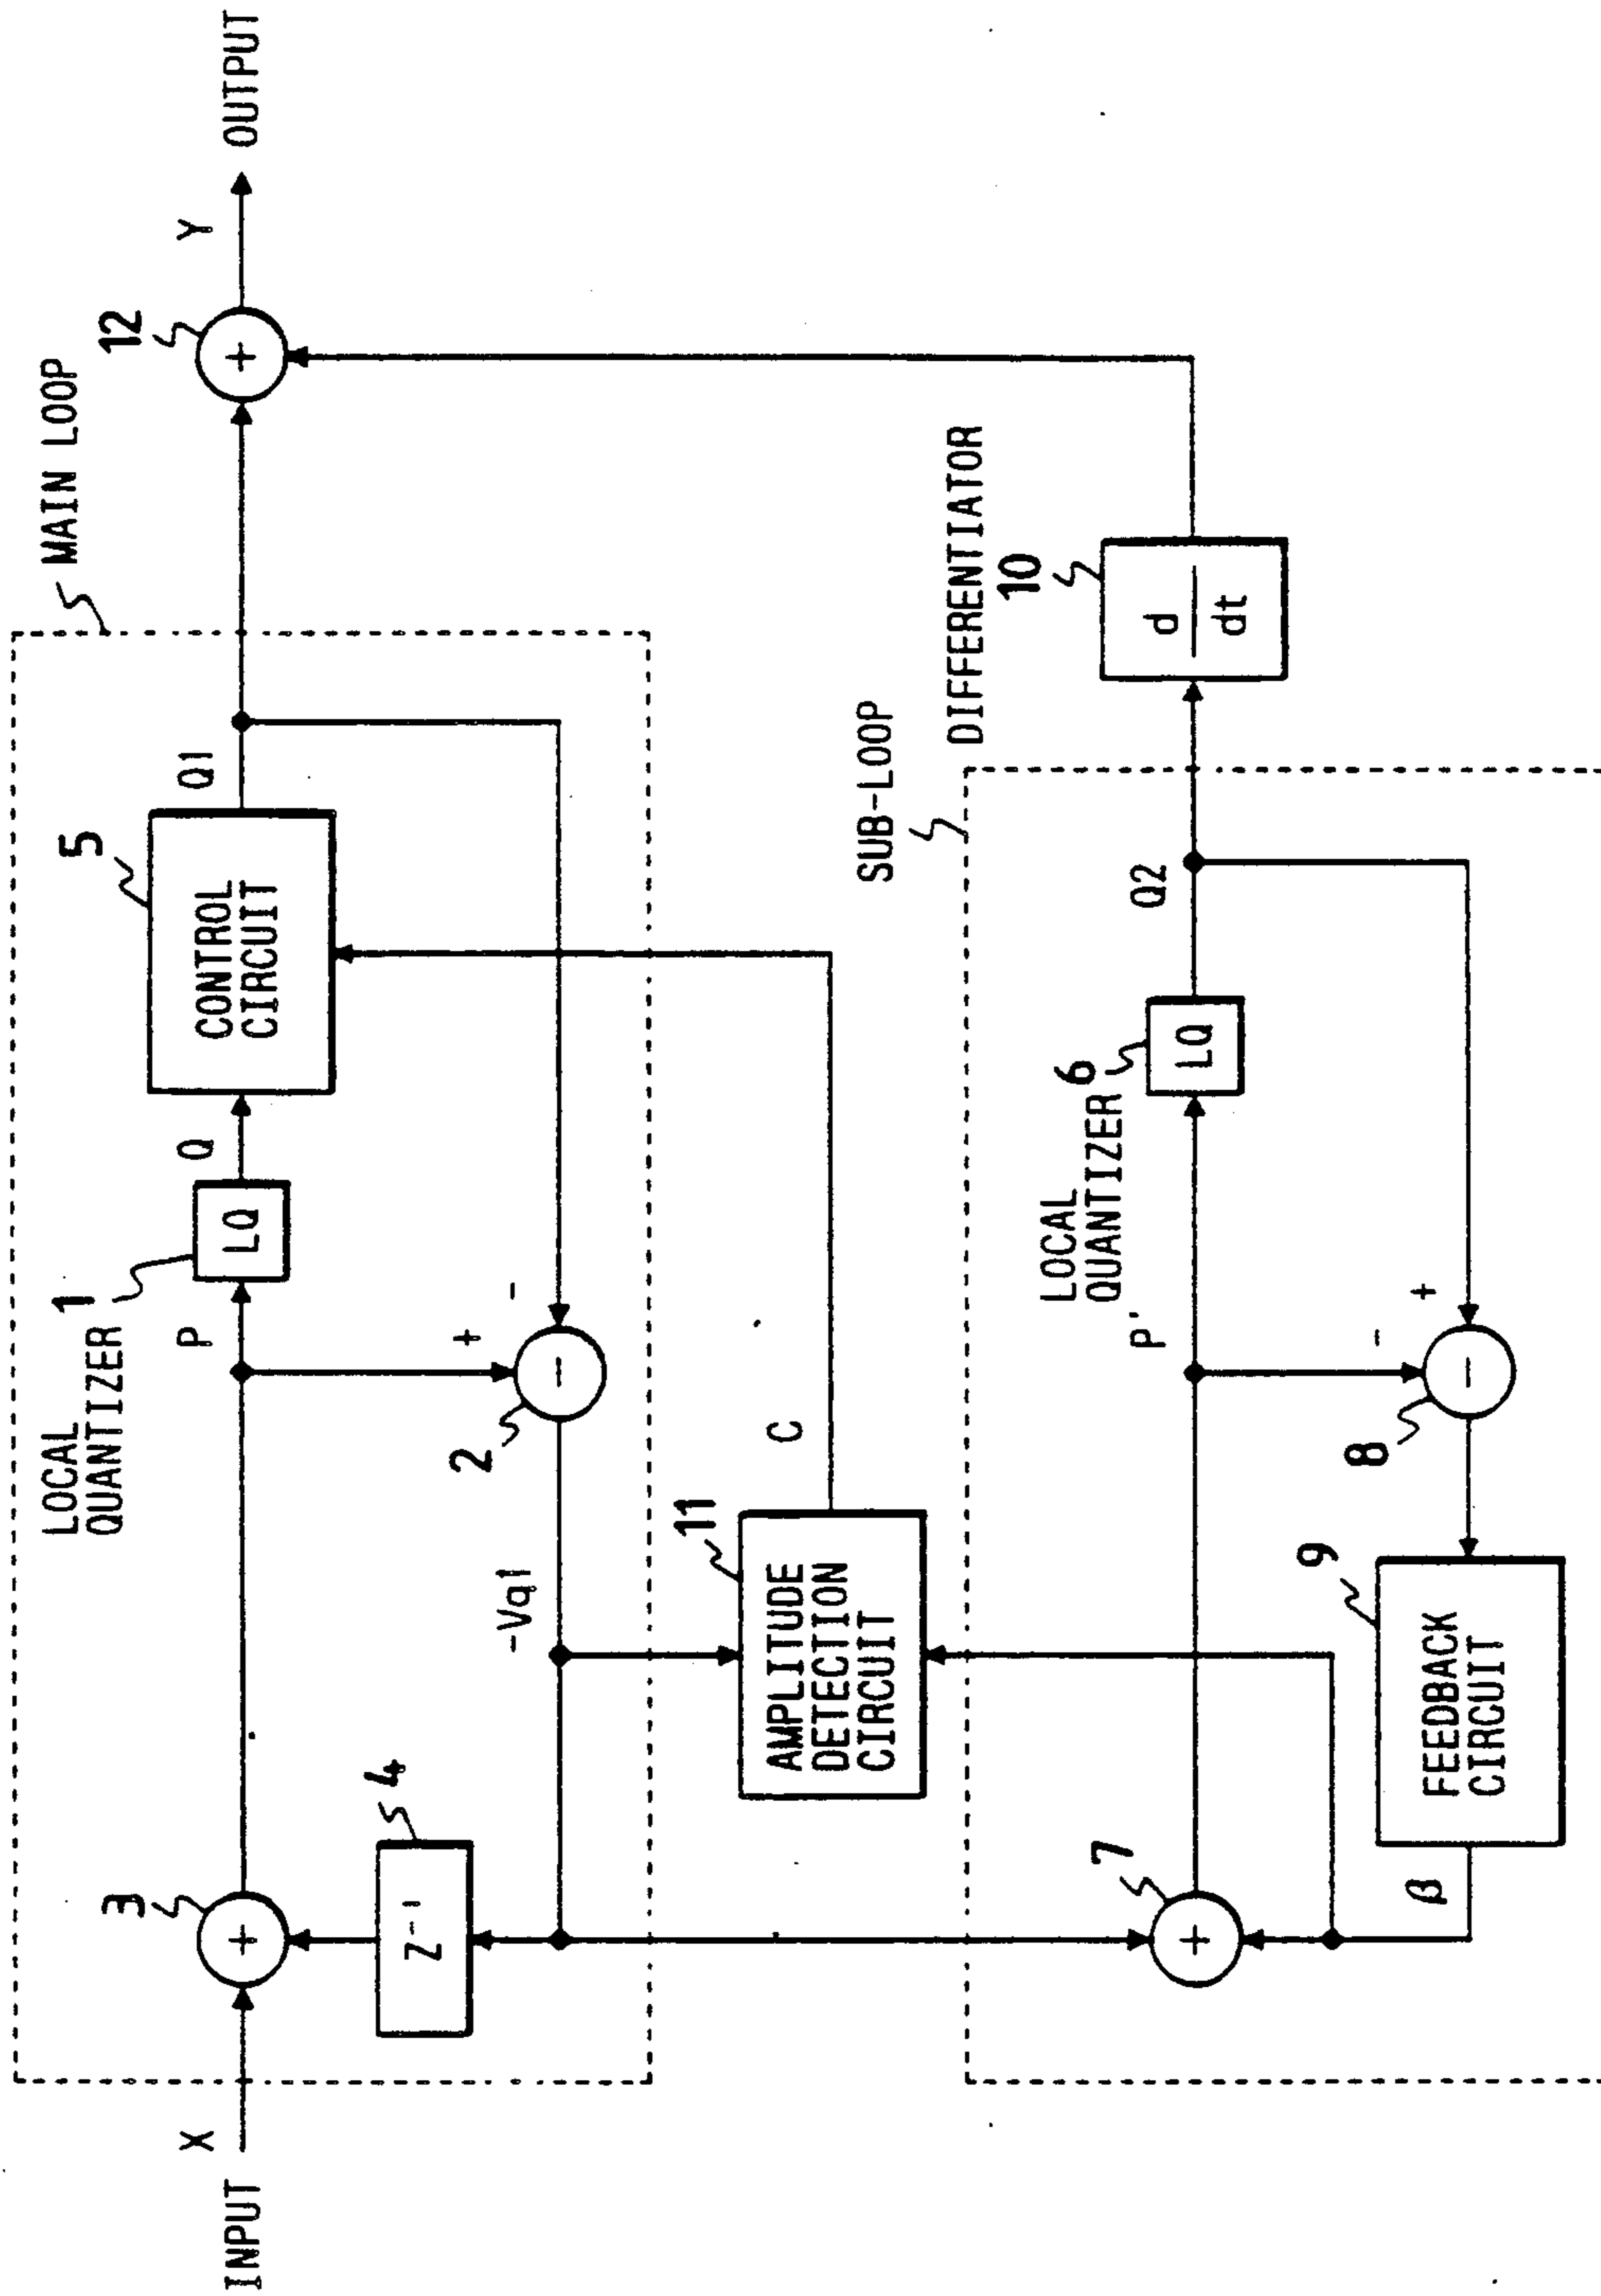 INPUT
X
3
+
Z⁻¹
4
LOCAL
QUANTIZER
1
P
LQ
Q
5
CONTROL
CIRCUIT
Q1
MAIN LOOP
12
+
Y
OUTPUT
2
+
-
-
-Vq1
11
AMPLITUDE
DETECTION
CIRCUIT
C
SUB-LOOP
7
+
P'
LOCAL
QUANTIZER
6
LQ
Q2
DIFFERENTIATOR
10
d
dt
8
-
+
-
9
FEEDBACK
CIRCUIT
β